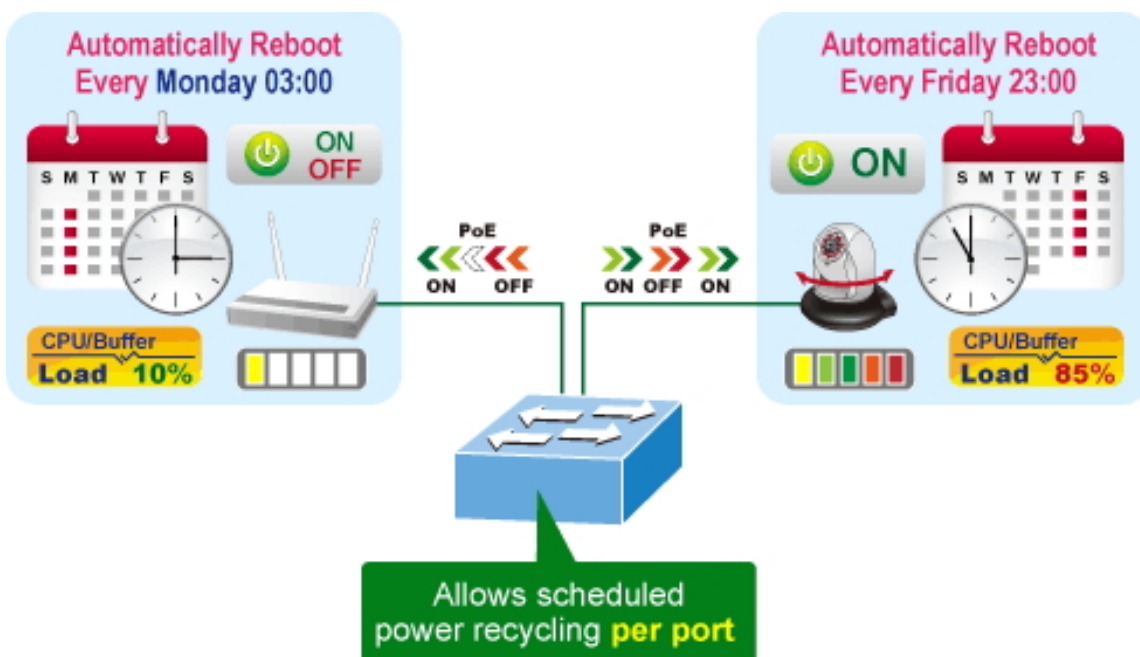 Automatically Reboot
Every Monday 03:00
S M T W T F S
ON
OFF
CPU/Buffer
Load 10%
PoE
ON OFF
PoE
ON OFF ON
Automatically Reboot
Every Friday 23:00
ON
S M T W T F S
CPU/Buffer
Load 85%
Allows scheduled
power recycling per port